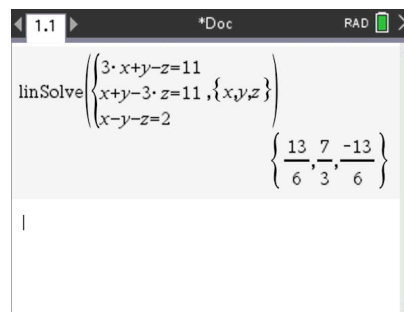 1.1 *Doc RAD
3· x+y−z=11
linSolve x+y−3· z=11 ,{x,y,z}
x−y−z=2
{ 13/6 , 7/3 , −13/6 }